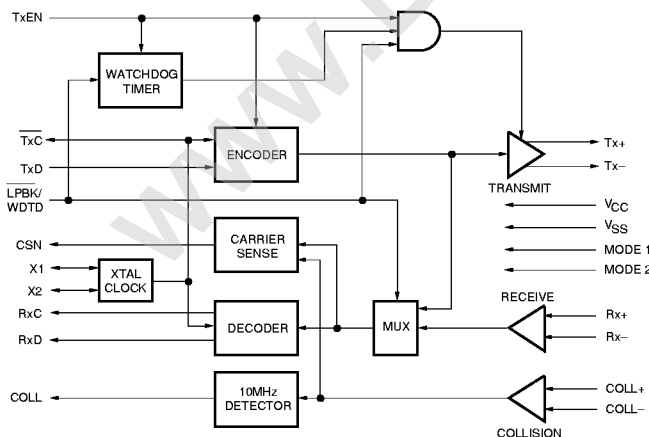 TxEN
WATCHDOG
TIMER
TxC
TxD
ENCODER
Tx+
Tx–
TRANSMIT
LPBK/
WDTD
VCC
VSS
MODE 1
MODE 2
CSN
CARRIER
SENSE
X1
X2
XTAL
CLOCK
RxC
RxD
DECODER
MUX
RECEIVE
Rx+
Rx–
COLL
10MHz
DETECTOR
COLL+
COLL–
COLLISION